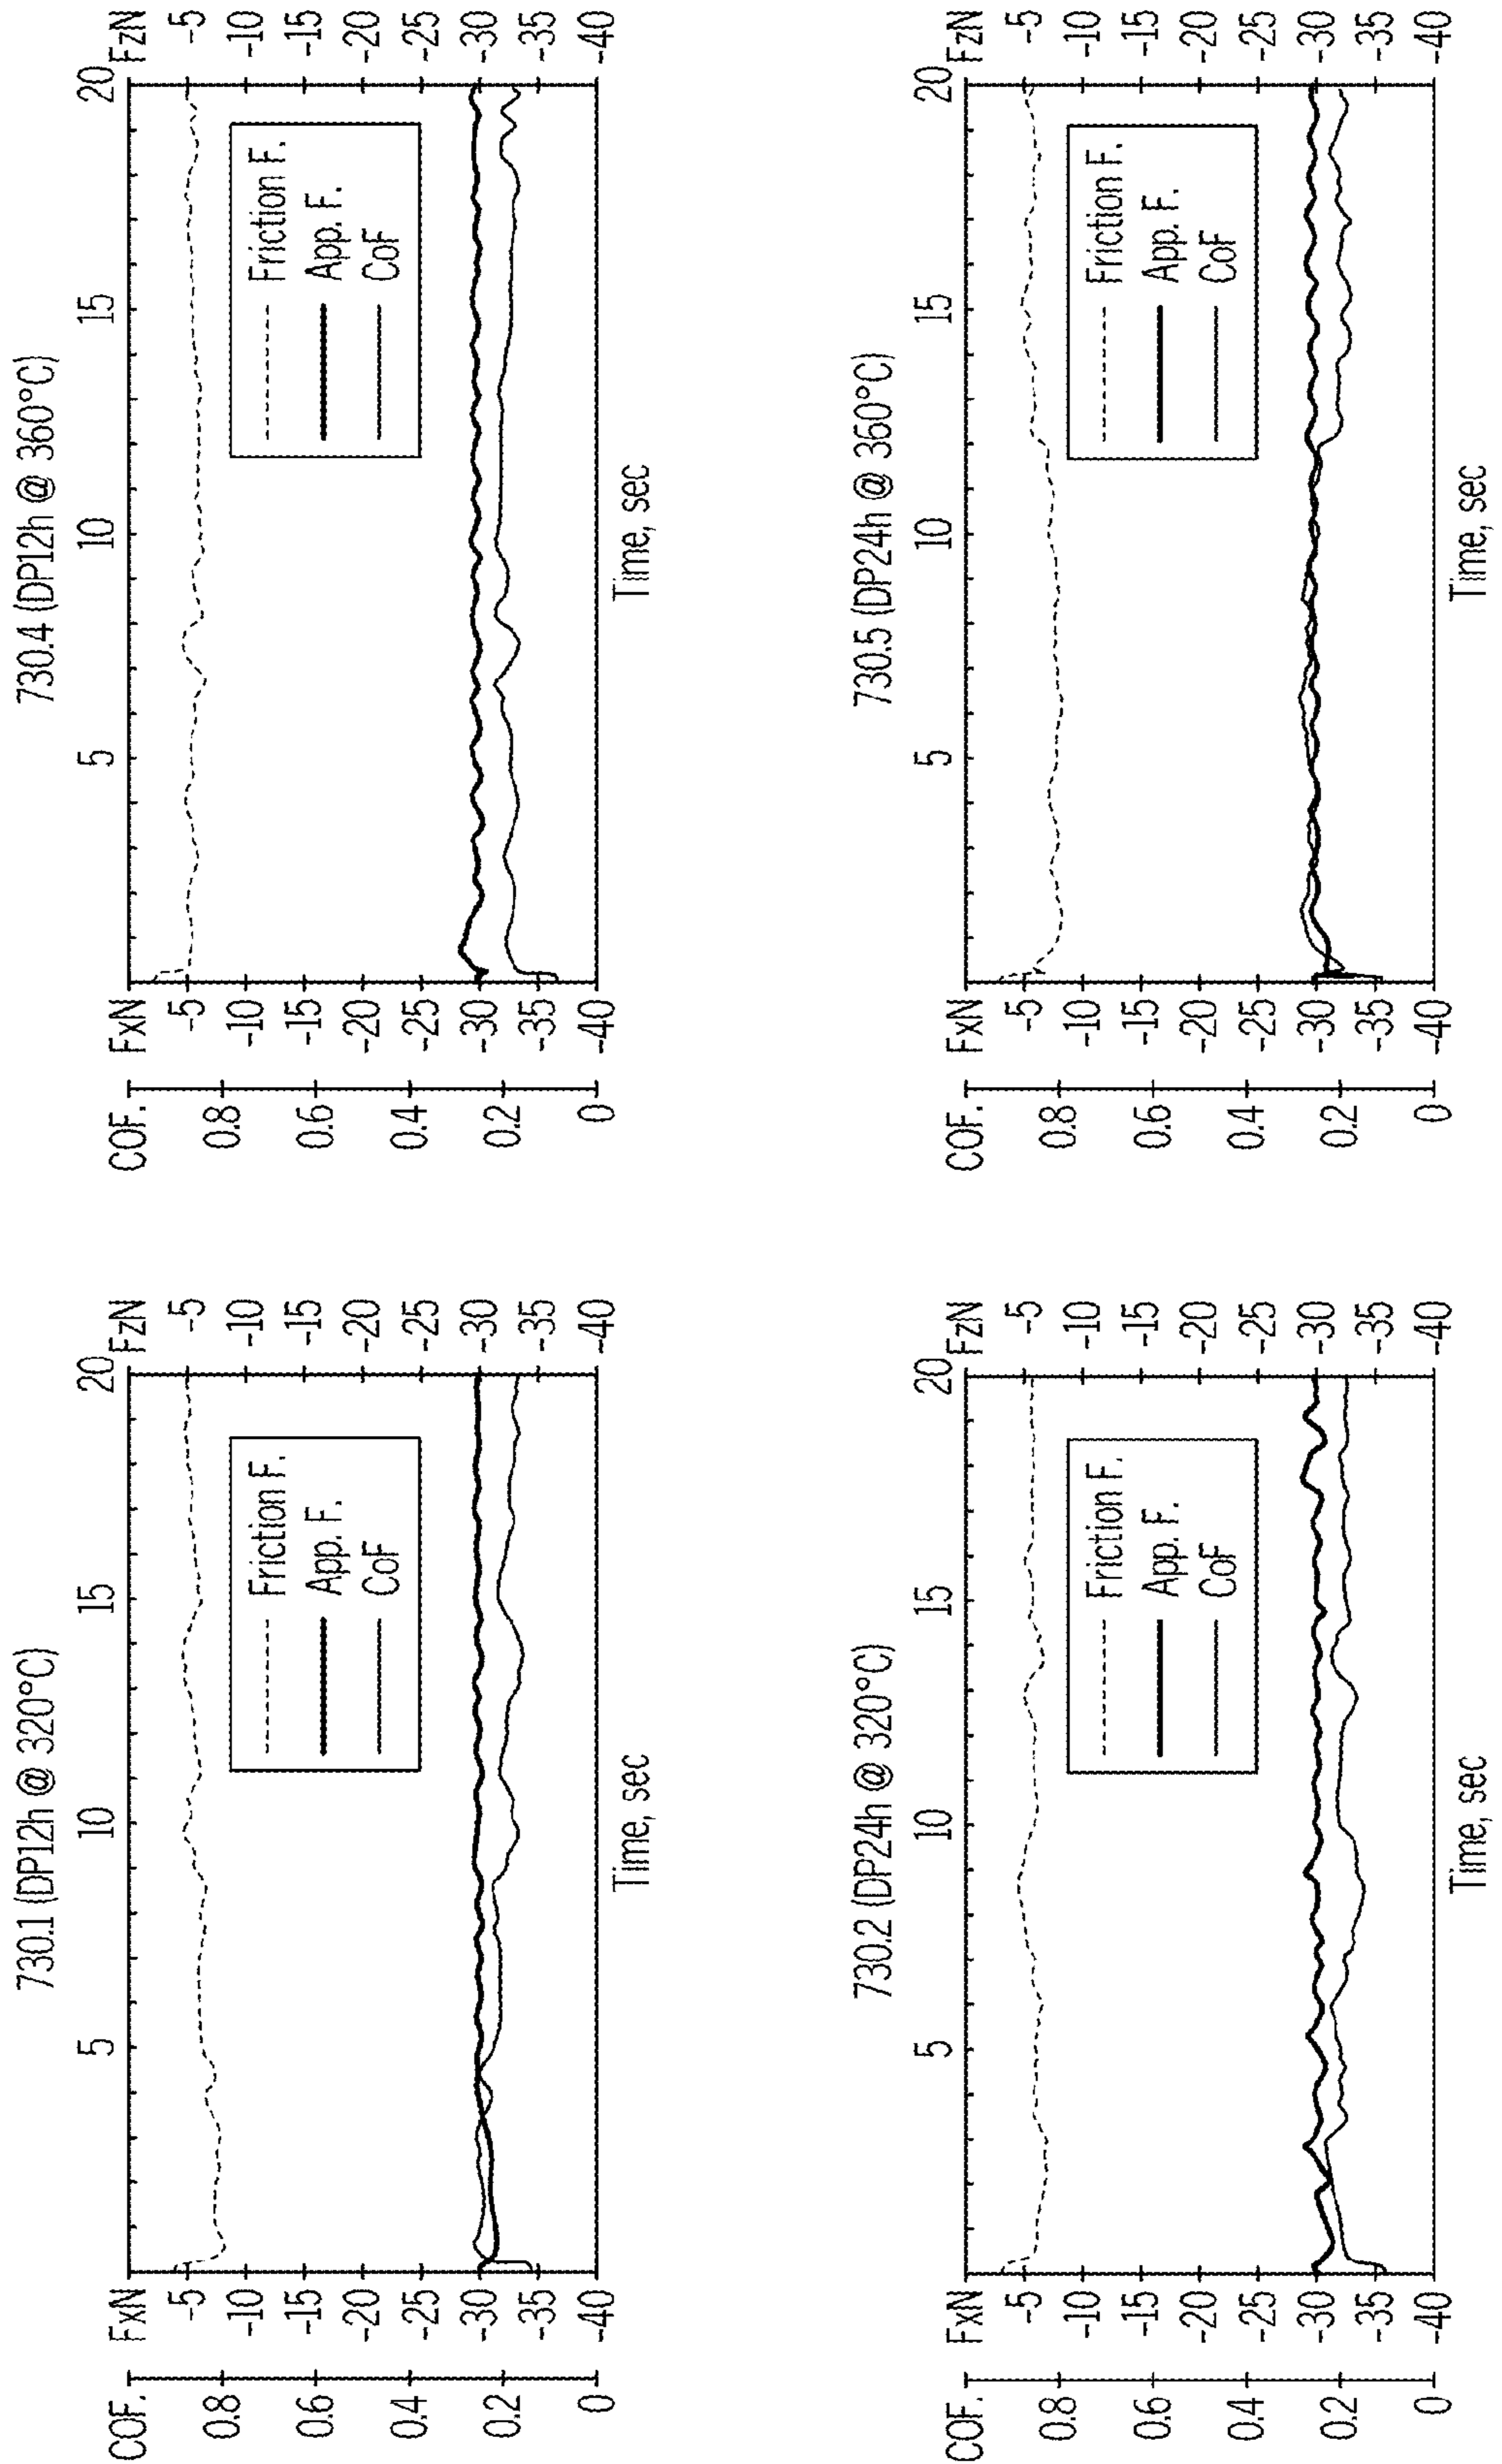 730.1 (DP12h @ 320°C)
5 10 15 20
COF. FxN FzN
0.8 0.6 0.4 0.2 0
-5 -10 -15 -20 -25 -30 -35 -40
-5 -10 -15 -20 -25 -30 -35 -40
Friction F.
App. F.
CoF
Time, sec
730.4 (DP12h @ 360°C)
5 10 15 20
COF. FxN FzN
0.8 0.6 0.4 0.2 0
-5 -10 -15 -20 -25 -30 -35 -40
-5 -10 -15 -20 -25 -30 -35 -40
Friction F.
App. F.
CoF
Time, sec
730.2 (DP24h @ 320°C)
5 10 15 20
COF. FxN FzN
0.8 0.6 0.4 0.2 0
-5 -10 -15 -20 -25 -30 -35 -40
-5 -10 -15 -20 -25 -30 -35 -40
Friction F.
App. F.
CoF
Time, sec
730.5 (DP24h @ 360°C)
5 10 15 20
COF. FxN FzN
0.8 0.6 0.4 0.2 0
-5 -10 -15 -20 -25 -30 -35 -40
-5 -10 -15 -20 -25 -30 -35 -40
Friction F.
App. F.
CoF
Time, sec